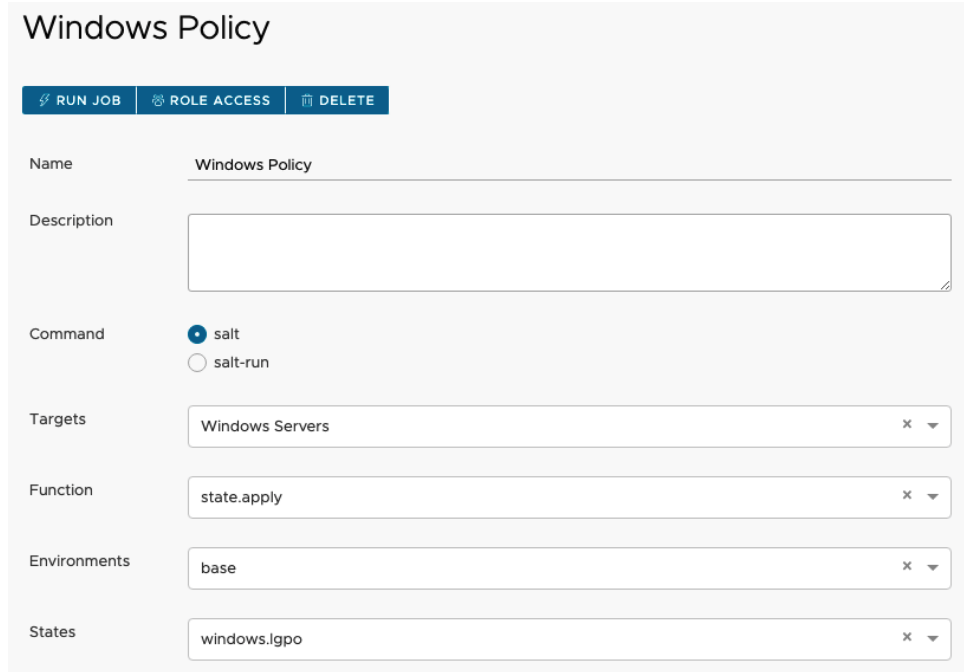 Windows Policy
RUN JOB ROLE ACCESS DELETE
Name Windows Policy
Description
Command salt
salt-run
Targets Windows Servers
Function state.apply
Environments base
States windows.lgpo